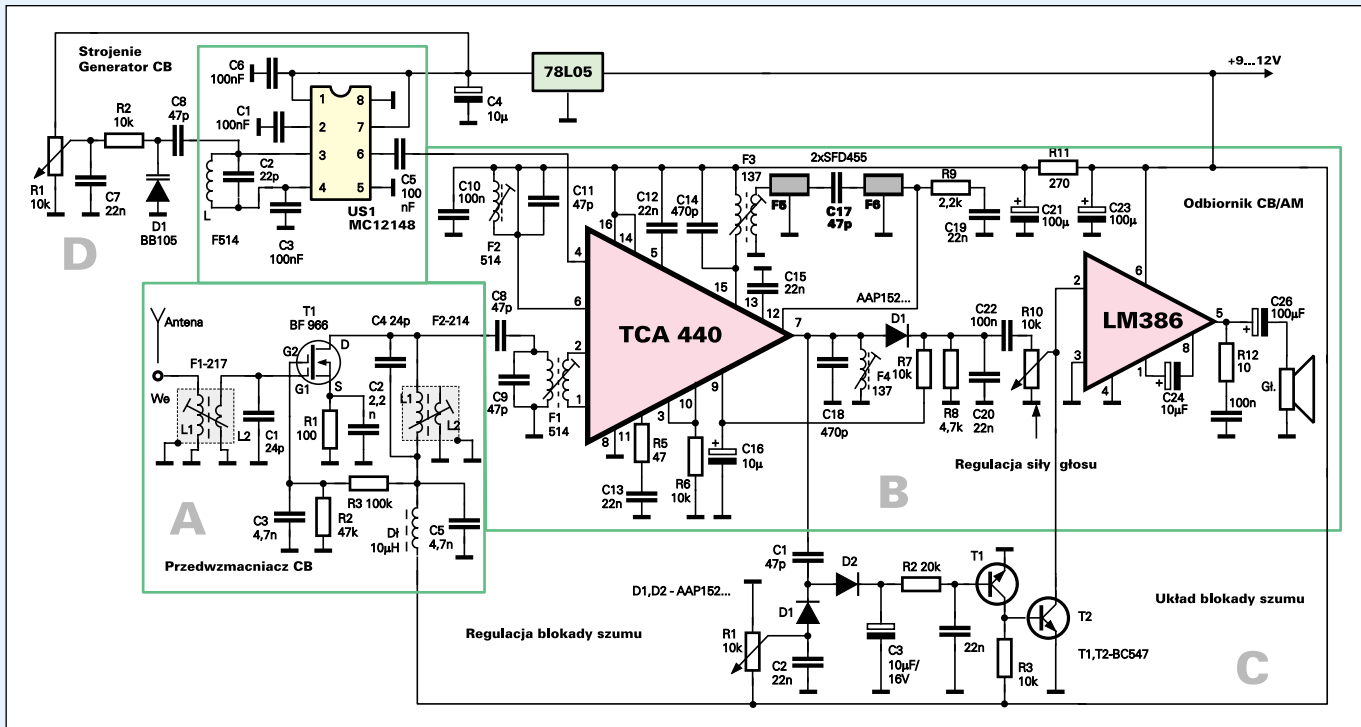 Strojenie
Generator CB
C6
100nF
78L05
+9...12V
C8
47p
R2
10k
C1
100nF
1
8
2
7
3
6
4
5
C4
10µ
R1
10k
C7
22n
D1
BB105
L
C2
22p
F514
C3
100nF
US1
MC12148
C5
100
nF
D
C10
100n
F2
514
C11
47p
C12
22n
C14
470p
F3
137
2xSFD455
F5
C17
47p
F6
R9
2,2k
C19
22n
R11
270
C21
100µ
C23
100µ
Odbiornik CB/AM
16
14
5
15
4
6
2
1
13
12
7
C15
22n
TCA 440
8
11
3
10
9
Antena
We
F1-217
L1
L2
C1
24p
T1
BF 966
G2
G1
D
S
R1
100
C2
2,2
n
C4 24p
F2-214
L1
L2
C8
47p
C9
47p
F1
514
R3 100k
C3
4,7n
R2
47k
Dł
10µH
C5
4,7n
A
Przedwzmacniacz CB
R5
47
C13
22n
R6
10k
C16
10µ
AAP152...
D1
C18
470p
F4
137
R7
10k
R8
4,7k
C22
100n
C20
22n
R10
10k
Regulacja siły głosu
B
2
3
6
LM386
4
1
8
5
C24
10µF
C26
100µF
R12
10
100n
Gł.
C1
47p
D1,D2 - AAP152...
D1
D2
Regulacja blokady szumu
R1
10k
C2
22n
C3
10µF/
16V
R2 20k
22n
T1
T2
R3
10k
T1,T2-BC547
Układ blokady szumu
C